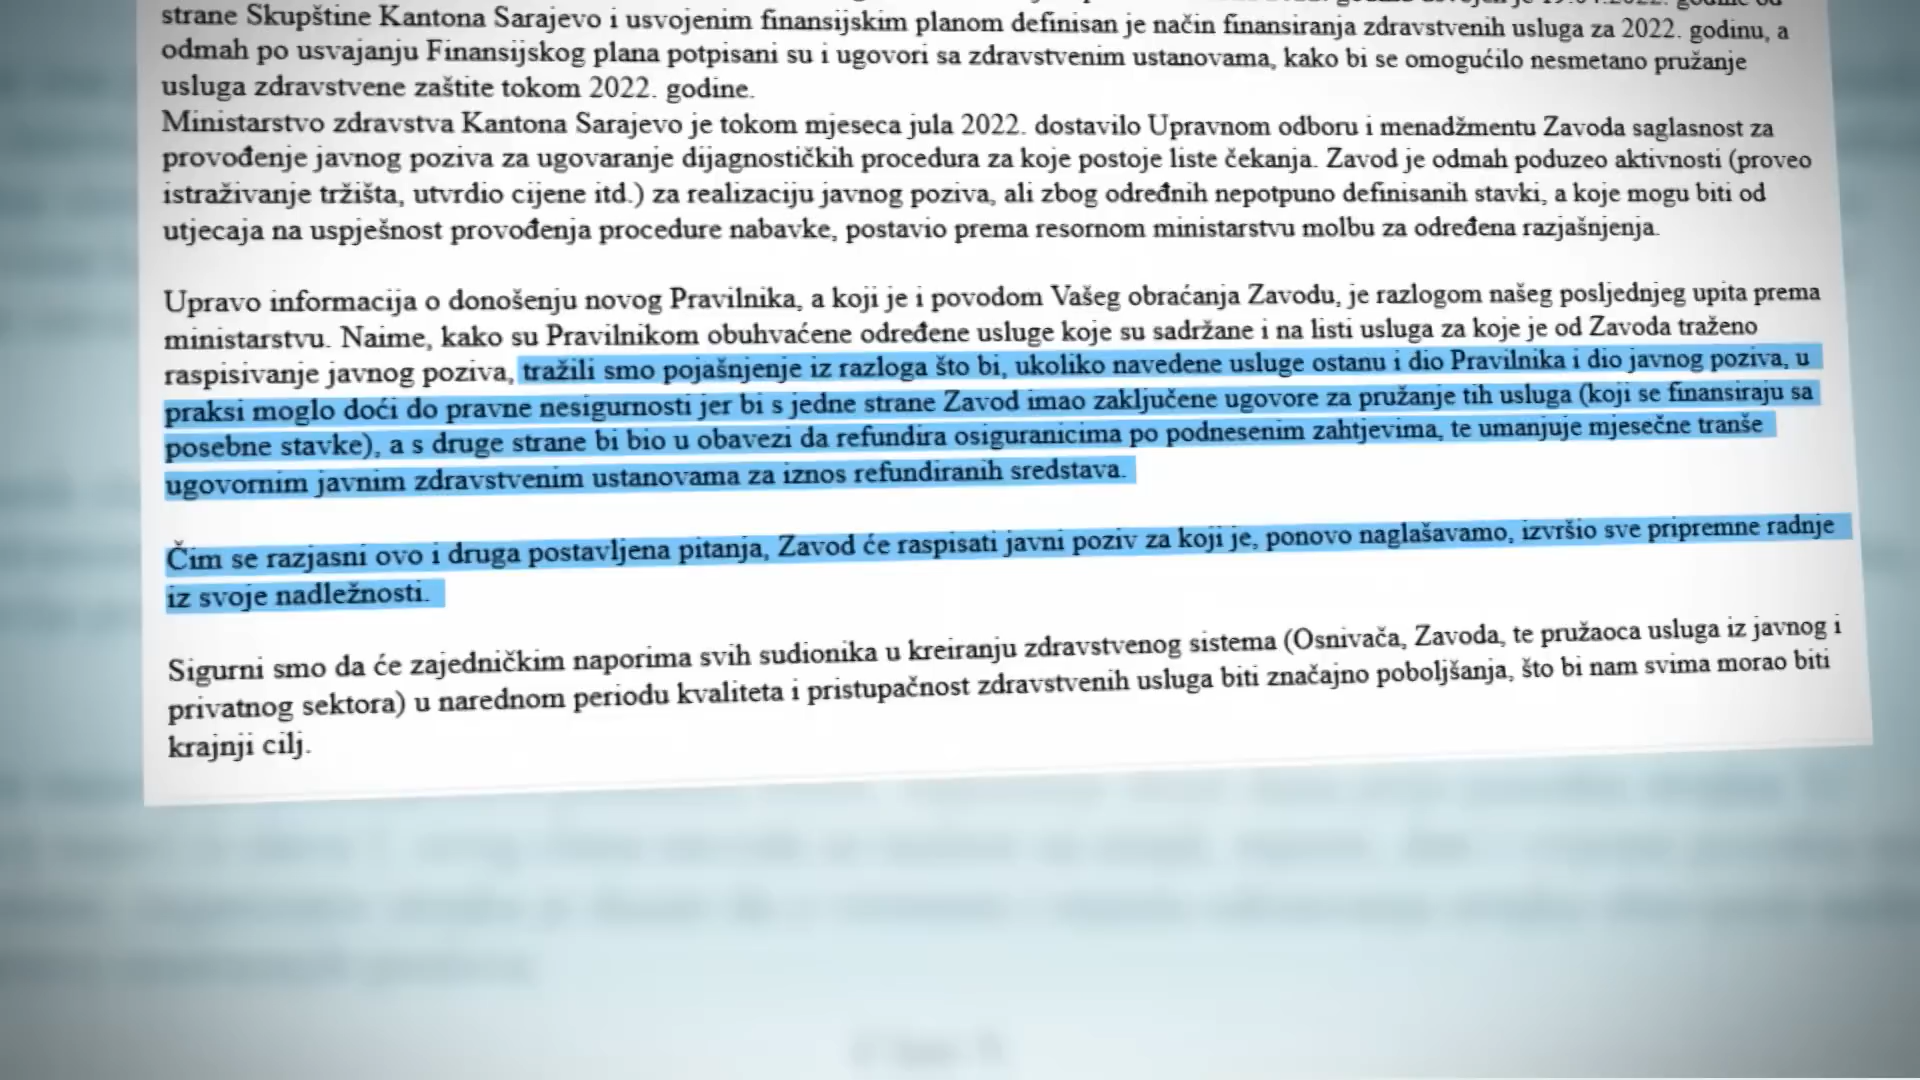 strane Skupštine Kantona Sarajevo i usvojenim finansijskim planom definisan je način finansiranja zdravstvenih usluga za 2022. godinu, a
odmah po usvajanju Finansijskog plana potpisani su i ugovori sa zdravstvenim ustanovama, kako bi se omogućilo nesmetano pružanje
usluga zdravstvene zaštite tokom 2022. godine.
Ministarstvo zdravstva Kantona Sarajevo je tokom mjeseca jula 2022. dostavilo Upravnom odboru i menadžmentu Zavoda saglasnost za
provođenje javnog poziva za ugovaranje dijagnostičkih procedura za koje postoje liste čekanja. Zavod je odmah poduzeo aktivnosti (proveo
istraživanje tržišta, utvrdio cijene itd.) za realizaciju javnog poziva, ali zbog određnih nepotpuno definisanih stavki, a koje mogu biti od
utjecaja na uspješnost provođenja procedure nabavke, postavio prema resornom ministarstvu molbu za određena razjašnjenja.
Upravo informacija o donošenju novog Pravilnika, a koji je i povodom Vašeg obraćanja Zavodu, je razlogom našeg posljednjeg upita prema
ministarstvu. Naime, kako su Pravilnikom obuhvaćene određene usluge koje su sadržane i na listi usluga za koje je od Zavoda traženo
raspisivanje javnog poziva, tražili smo pojašnjenje iz razloga što bi, ukoliko navedene usluge ostanu i dio Pravilnika i dio javnog poziva, u
praksi moglo doći do pravne nesigurnosti jer bi s jedne strane Zavod imao zaključene ugovore za pružanje tih usluga (koji se finansiraju sa
posebne stavke), a s druge strane bi bio u obavezi da refundira osiguranicima po podnesenim zahtjevima, te umanjuje mjesečne tranše
ugovornim javnim zdravstvenim ustanovama za iznos refundiranih sredstava.
Čim se razjasni ovo i druga postavljena pitanja, Zavod će raspisati javni poziv za koji je, ponovo naglašavamo, izvršio sve pripremne radnje
iz svoje nadležnosti.
Sigurni smo da će zajedničkim naporima svih sudionika u kreiranju zdravstvenog sistema (Osnivača, Zavoda, te pružaoca usluga iz javnog i
privatnog sektora) u narednom periodu kvaliteta i pristupačnost zdravstvenih usluga biti značajno poboljšanja, što bi nam svima morao biti
krajnji cilj.